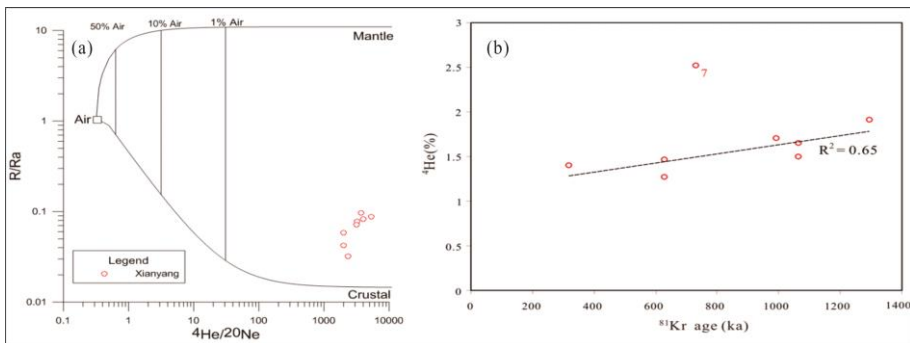 50% Air
10% Air
1% Air
(a)
Mantle
Air
Crustal
Legend
Xianyang
R/Ra
10
1
0.1
0.01
0.1
1
10
100
1000
10000
⁴He/²⁰Ne
(b)
7
R² = 0.65
⁴He(%)
3
2.5
2
1.5
1
0.5
0
0
200
400
600
800
1000
1200
1400
⁸¹Kr age (ka)